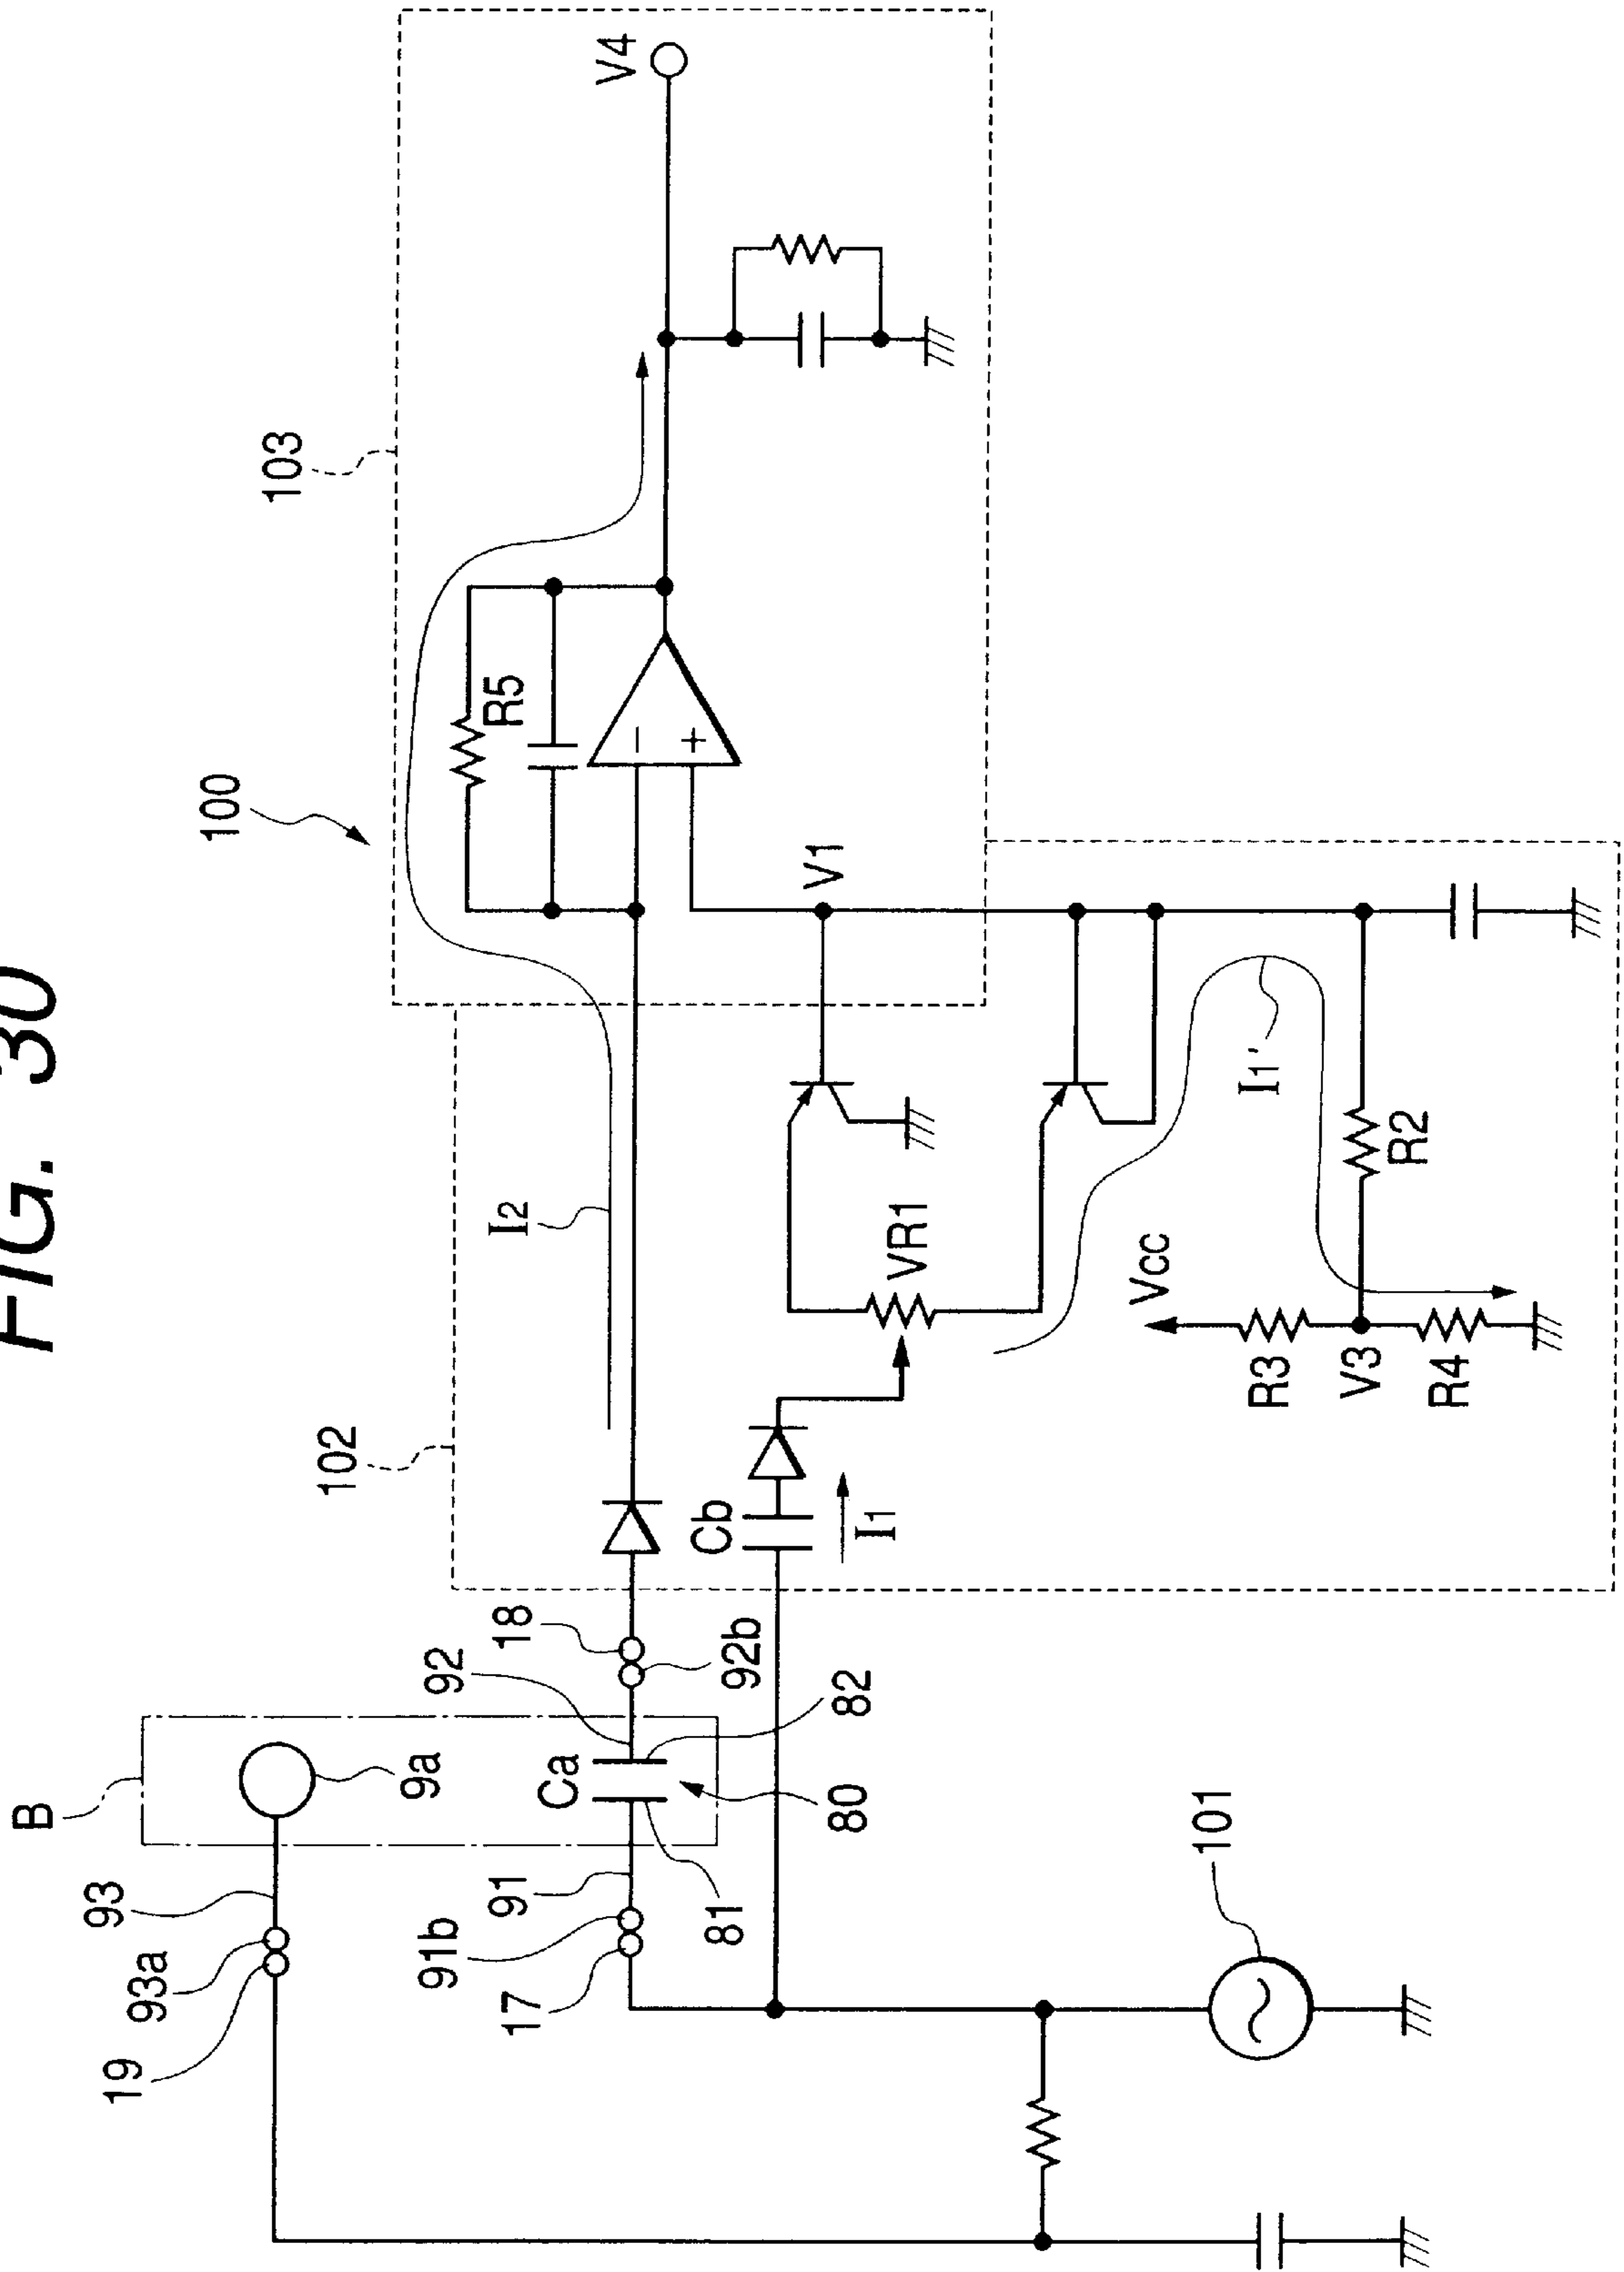 FIG. 30
100
103
102
B
93
93a
19
9a
92
18
92b
Ca
82
80
91
91b
17
81
101
I2
Cb
I1
VR1
R5
−
+
V4
V1
I1'
Vcc
R3
V3
R4
R2